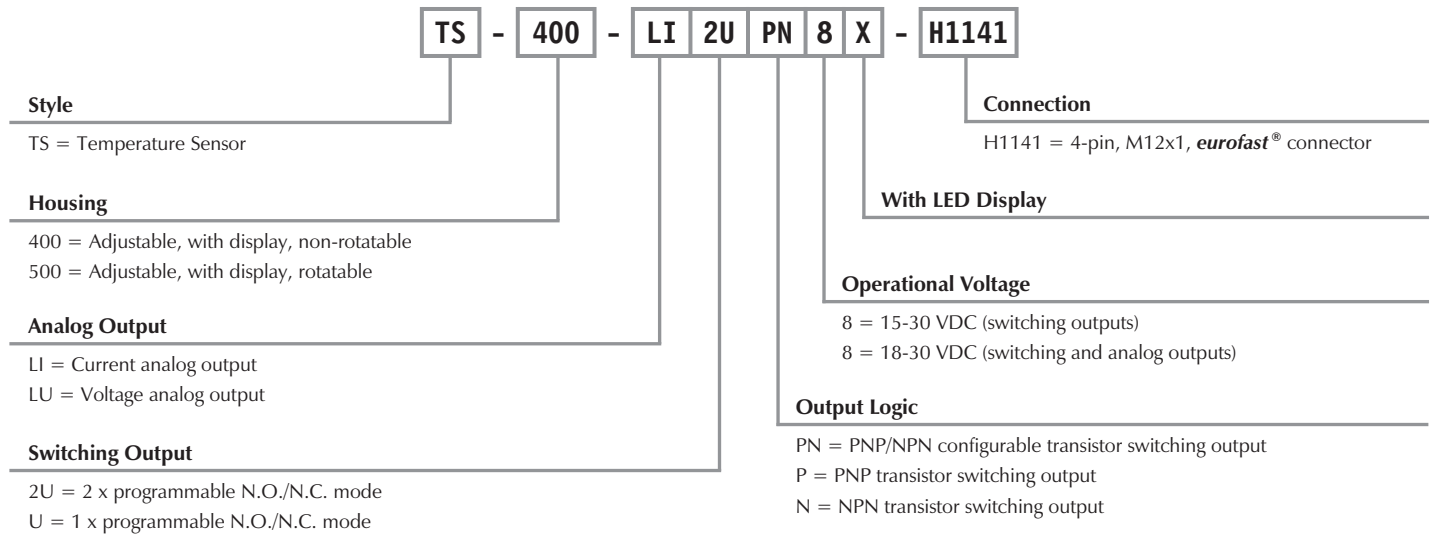 TS - 400 - LI 2U PN 8 X - H1141
Style
TS = Temperature Sensor
Housing
400 = Adjustable, with display, non-rotatable
500 = Adjustable, with display, rotatable
Analog Output
LI = Current analog output
LU = Voltage analog output
Switching Output
2U = 2 x programmable N.O./N.C. mode
U = 1 x programmable N.O./N.C. mode
Connection
H1141 = 4-pin, M12x1, eurofast® connector
With LED Display
Operational Voltage
8 = 15-30 VDC (switching outputs)
8 = 18-30 VDC (switching and analog outputs)
Output Logic
PN = PNP/NPN configurable transistor switching output
P = PNP transistor switching output
N = NPN transistor switching output